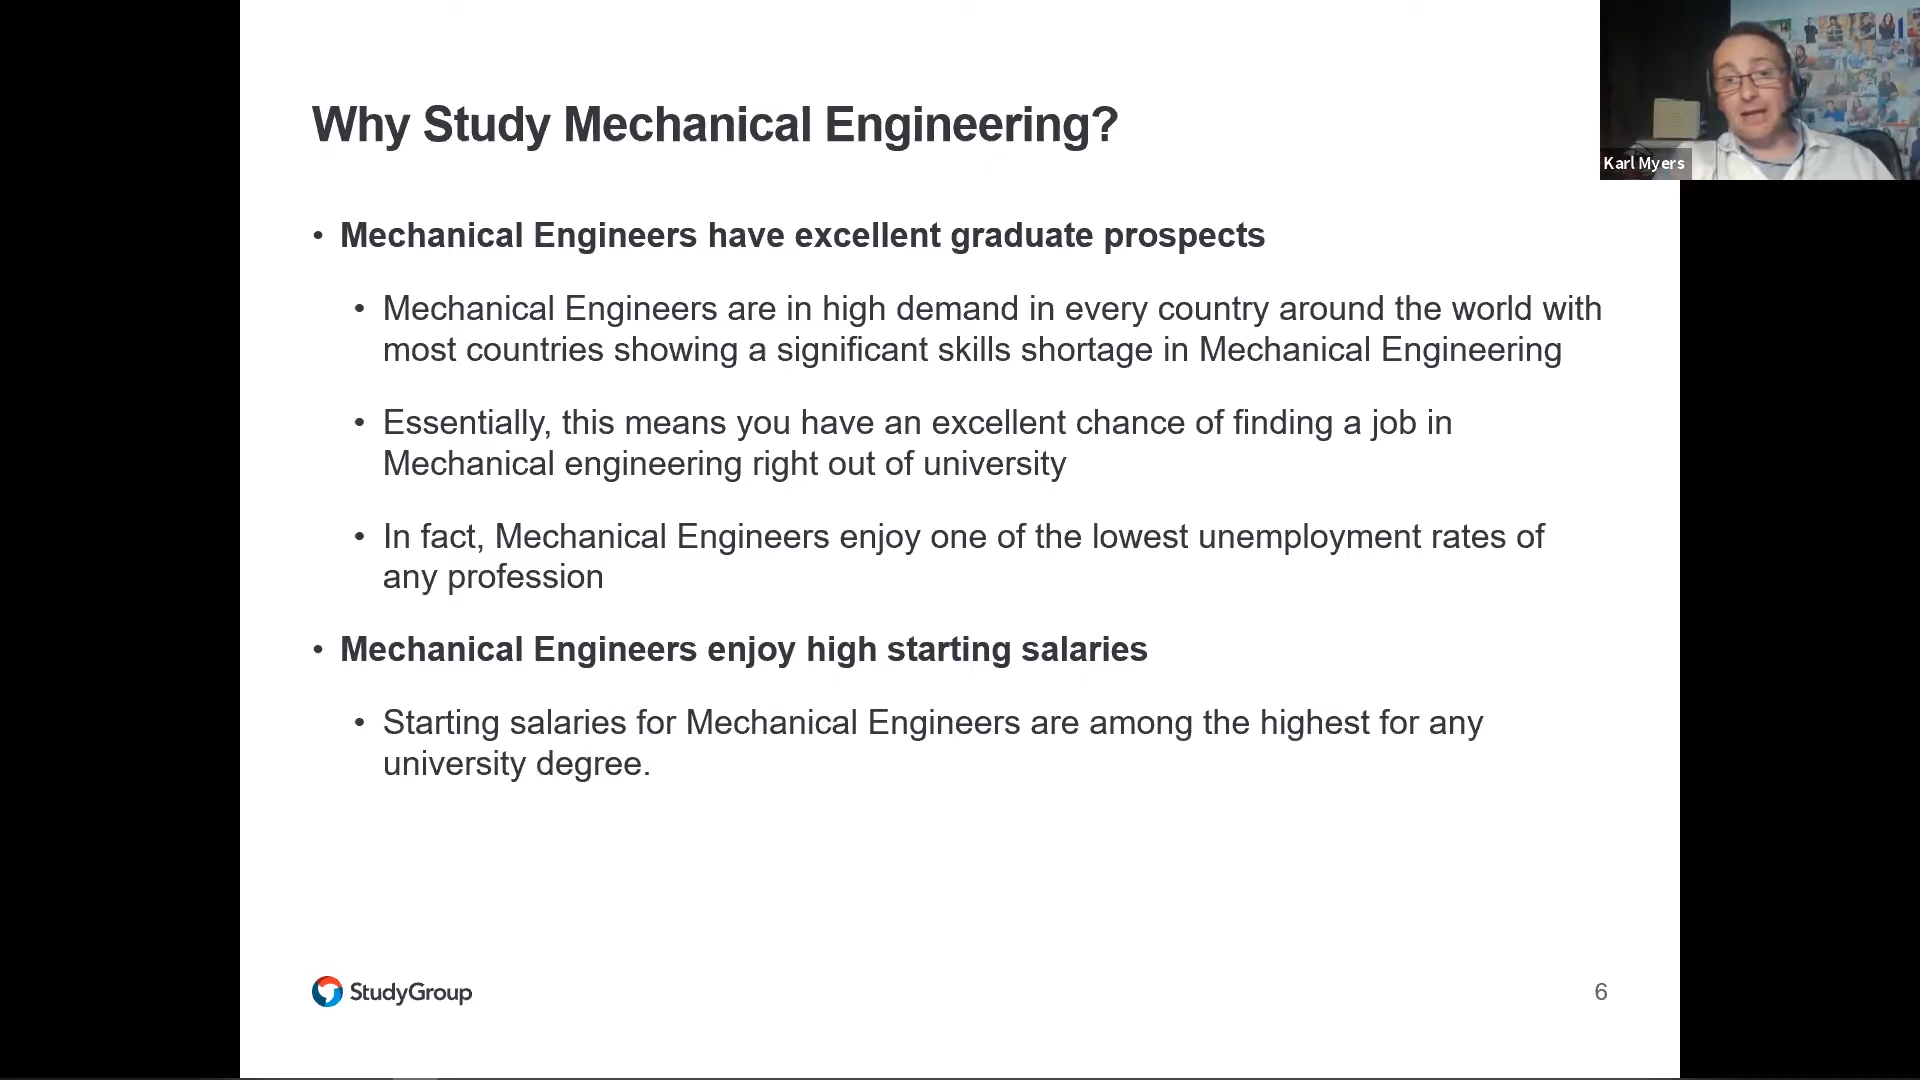 Why Study Mechanical Engineering?
Karl Myers
• Mechanical Engineers have excellent graduate prospects
• Mechanical Engineers are in high demand in every country around the world with
most countries showing a significant skills shortage in Mechanical Engineering
• Essentially, this means you have an excellent chance of finding a job in
Mechanical engineering right out of university
• In fact, Mechanical Engineers enjoy one of the lowest unemployment rates of
any profession
• Mechanical Engineers enjoy high starting salaries
• Starting salaries for Mechanical Engineers are among the highest for any
university degree.
StudyGroup
6